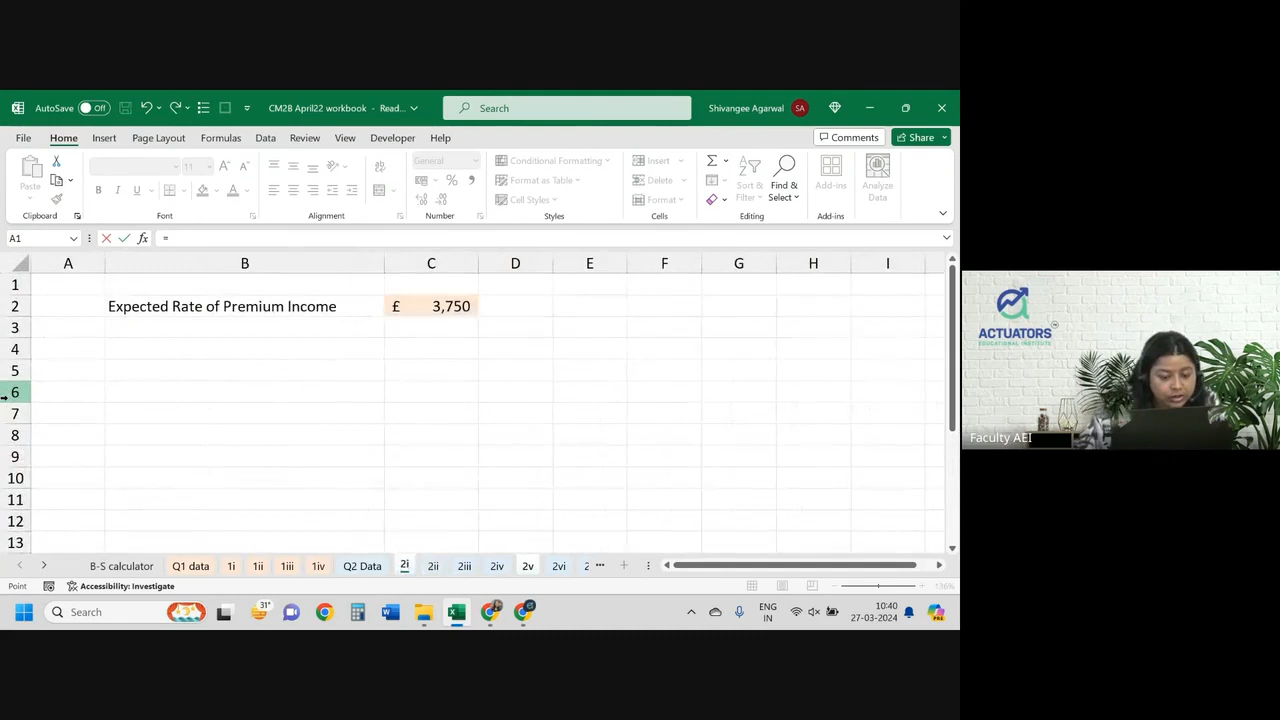 AutoSave Off CM2B April22 workbook - Read... Search Shivangee Agarwal SA
File Home Insert Page Layout Formulas Data Review View Developer Help Comments Share
Paste 11 General Conditional Formatting Format as Table Cell Styles Insert Delete Format Sort & Filter Find & Select Add-ins Analyze Data
Clipboard Font Alignment Number Styles Cells Editing Add-ins
A1 fx =
A B C D E F G H I
1
2 Expected Rate of Premium Income £ 3,750
3
4
5
6
7
8
9
10
11
12
13
B-S calculator Q1 data 1i 1ii 1iii 1iv Q2 Data 2i 2ii 2iii 2iv 2v 2vi 2 ...
Point Accessibility: Investigate 136%
Search 31° ENG IN 10:40 27-03-2024
ACTUATORS
EDUCATIONAL INSTITUTE
Faculty AEI